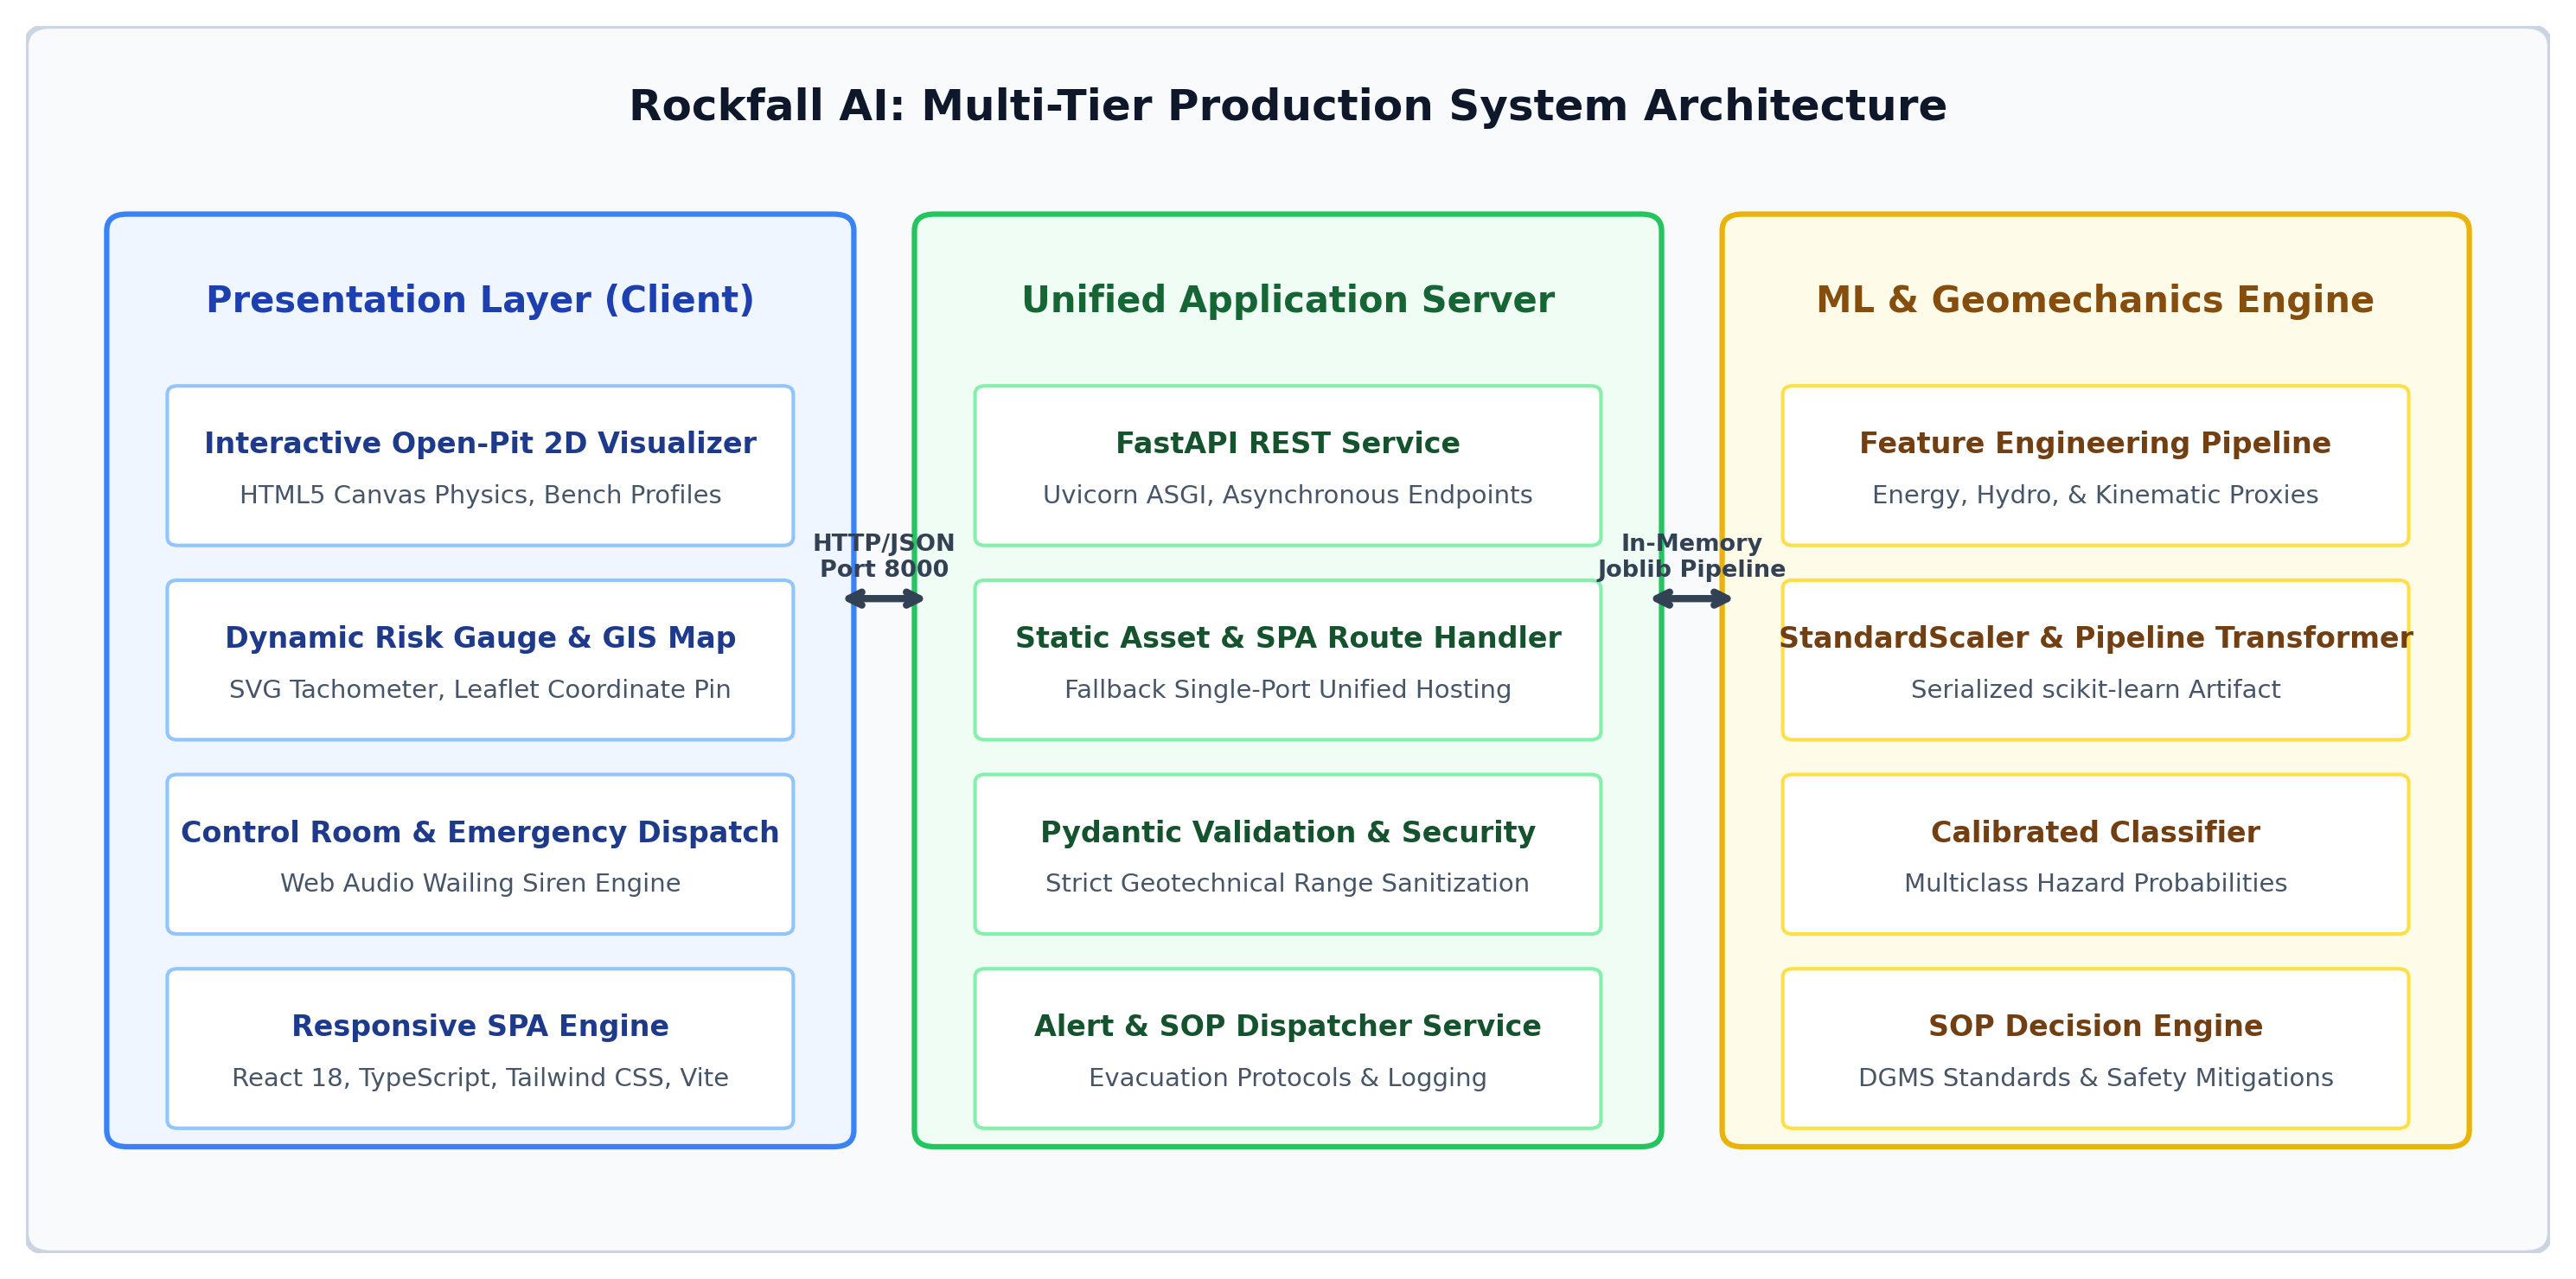 Rockfall AI: Multi-Tier Production System Architecture
Presentation Layer (Client)
Interactive Open-Pit 2D Visualizer
HTML5 Canvas Physics, Bench Profiles
Dynamic Risk Gauge & GIS Map
SVG Tachometer, Leaflet Coordinate Pin
Control Room & Emergency Dispatch
Web Audio Wailing Siren Engine
Responsive SPA Engine
React 18, TypeScript, Tailwind CSS, Vite
HTTP/JSON
Port 8000
Unified Application Server
FastAPI REST Service
Uvicorn ASGI, Asynchronous Endpoints
Static Asset & SPA Route Handler
Fallback Single-Port Unified Hosting
Pydantic Validation & Security
Strict Geotechnical Range Sanitization
Alert & SOP Dispatcher Service
Evacuation Protocols & Logging
In-Memory
Joblib Pipeline
ML & Geomechanics Engine
Feature Engineering Pipeline
Energy, Hydro, & Kinematic Proxies
StandardScaler & Pipeline Transformer
Serialized scikit-learn Artifact
Calibrated Classifier
Multiclass Hazard Probabilities
SOP Decision Engine
DGMS Standards & Safety Mitigations